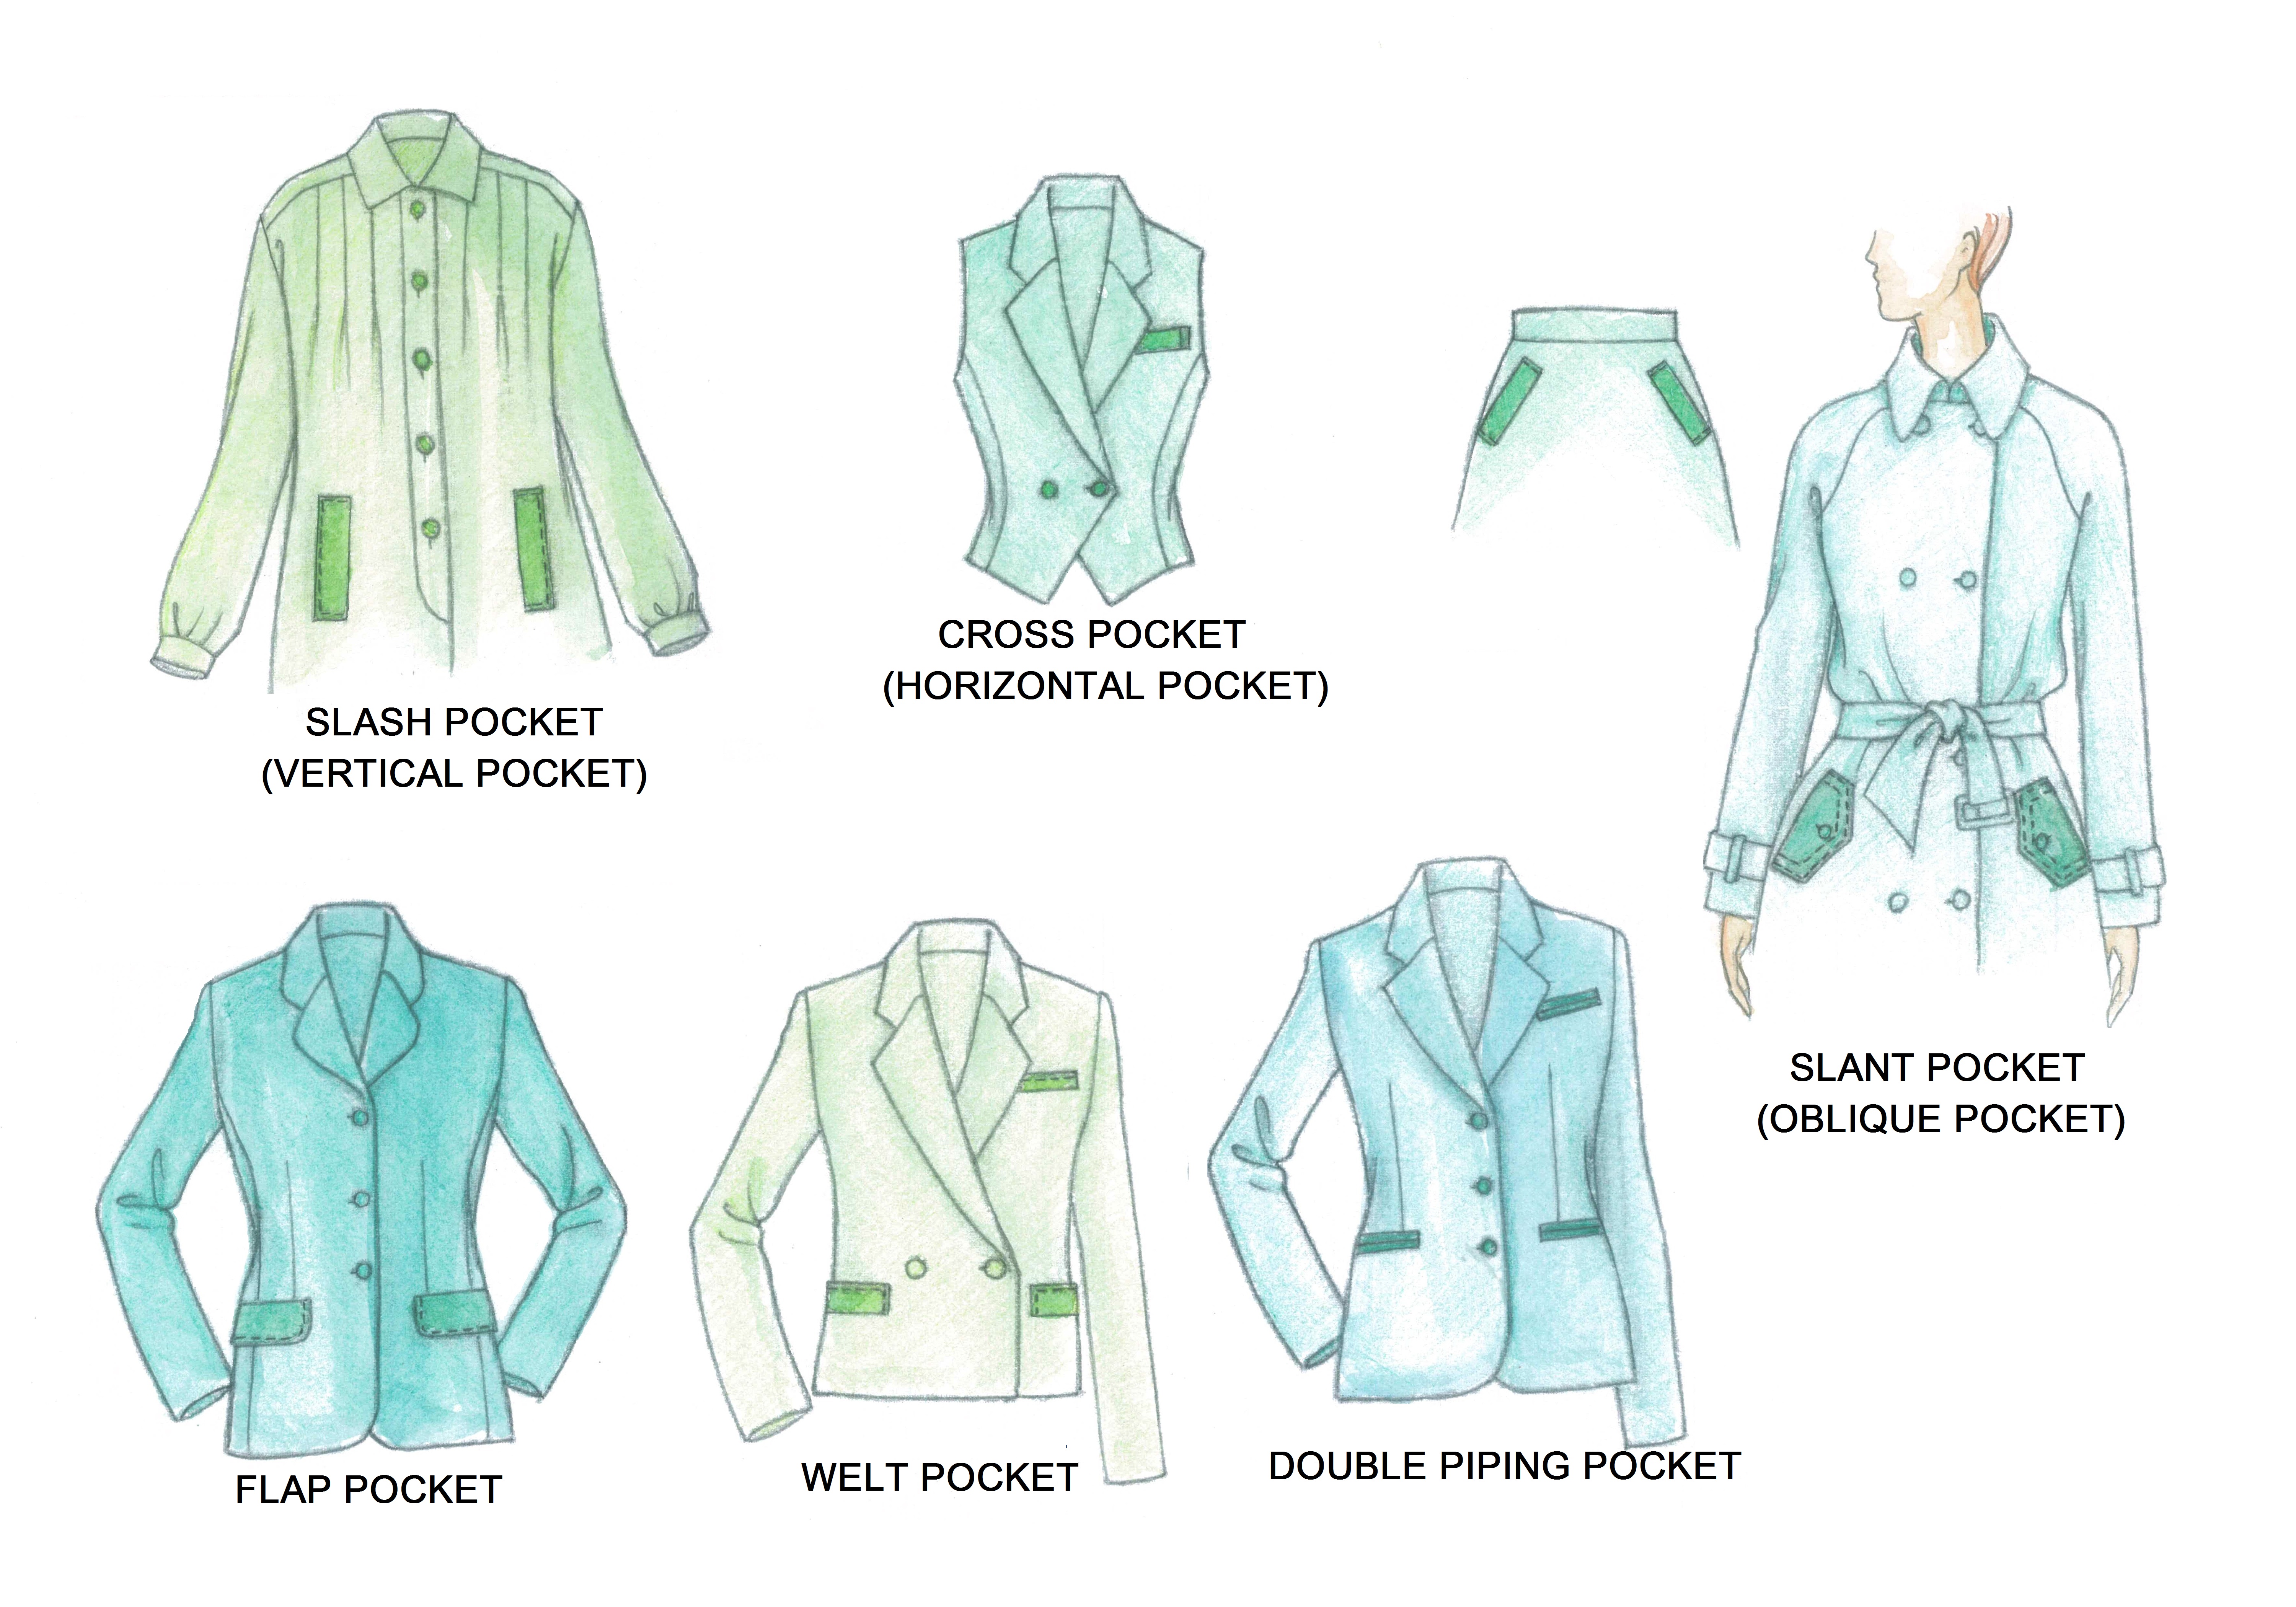 SLASH POCKET
(VERTICAL POCKET)
CROSS POCKET
(HORIZONTAL POCKET)
SLANT POCKET
(OBLIQUE POCKET)
FLAP POCKET
WELT POCKET
DOUBLE PIPING POCKET